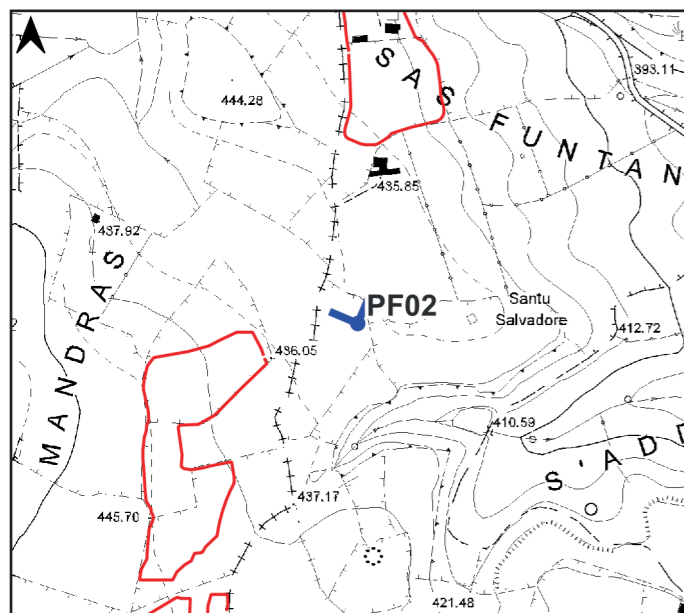 393.11
444.28
SAS FUNTAN
435.85
437.92
MANDRAS
PF02
Santu
Salvadore
412.72
436.05
410.59
S'ADD
437.17
445.70
421.48